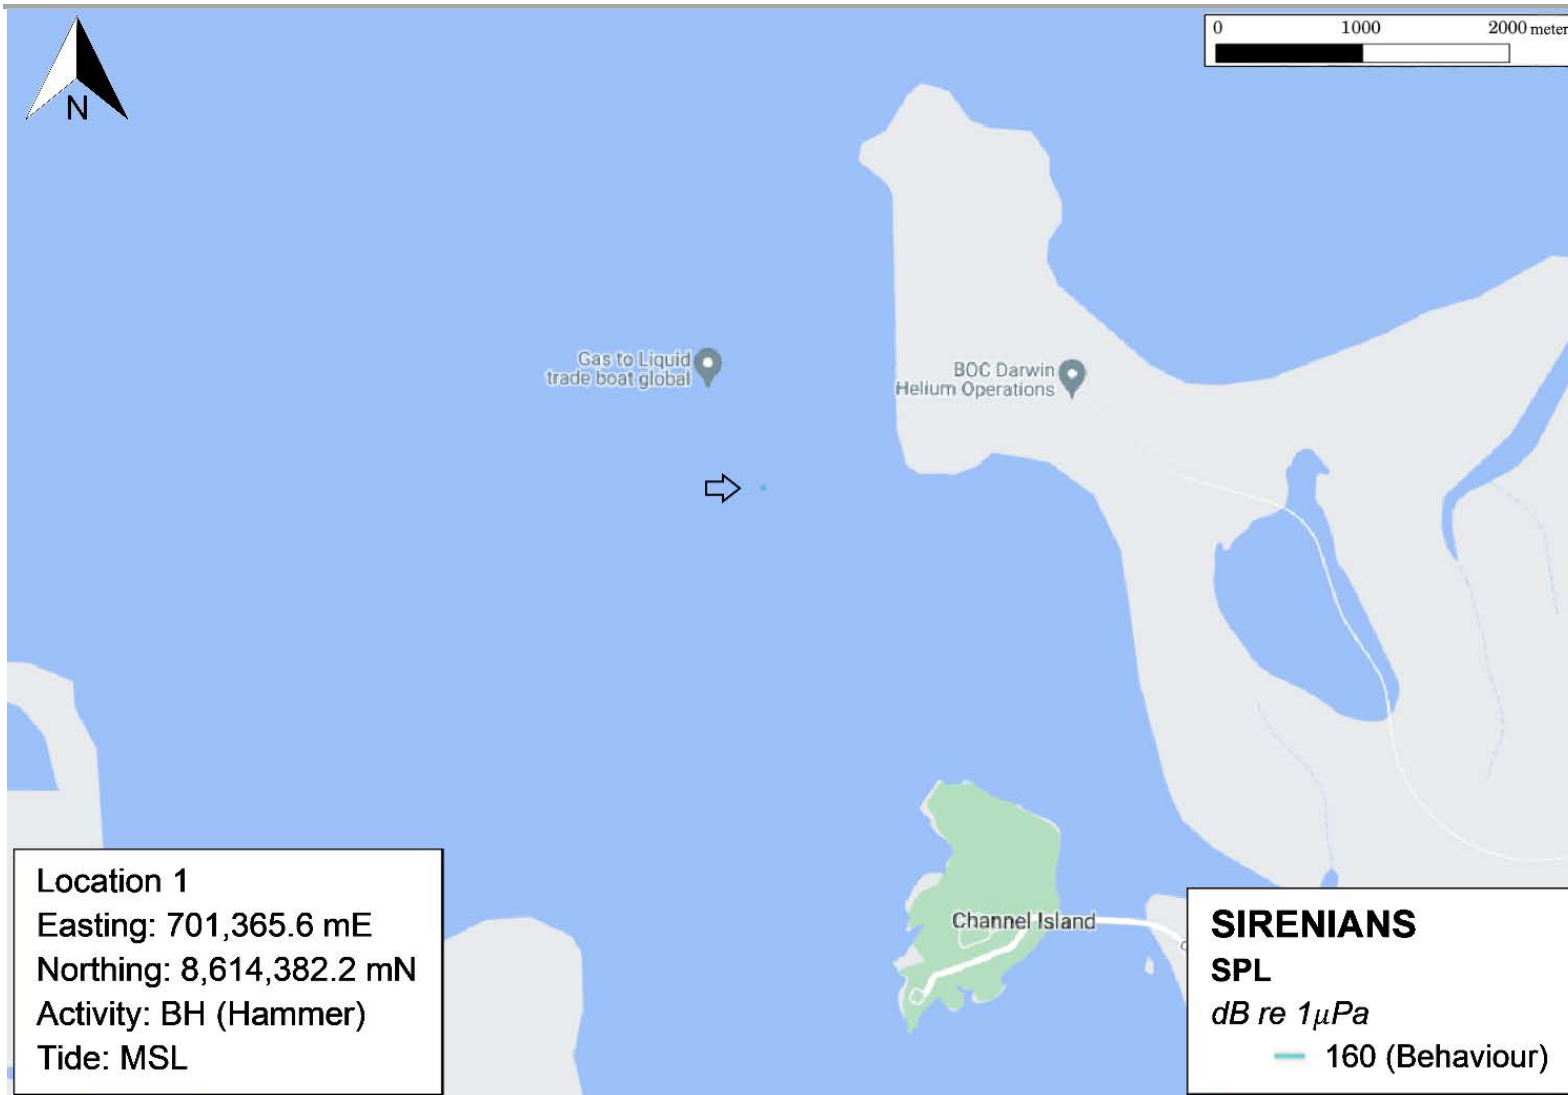 N
0 1000 2000 meter
Gas to Liquid
trade boat global
BOC Darwin
Helium Operations
Channel Island
Location 1
Easting: 701,365.6 mE
Northing: 8,614,382.2 mN
Activity: BH (Hammer)
Tide: MSL
SIRENIANS
SPL
dB re 1μPa
160 (Behaviour)